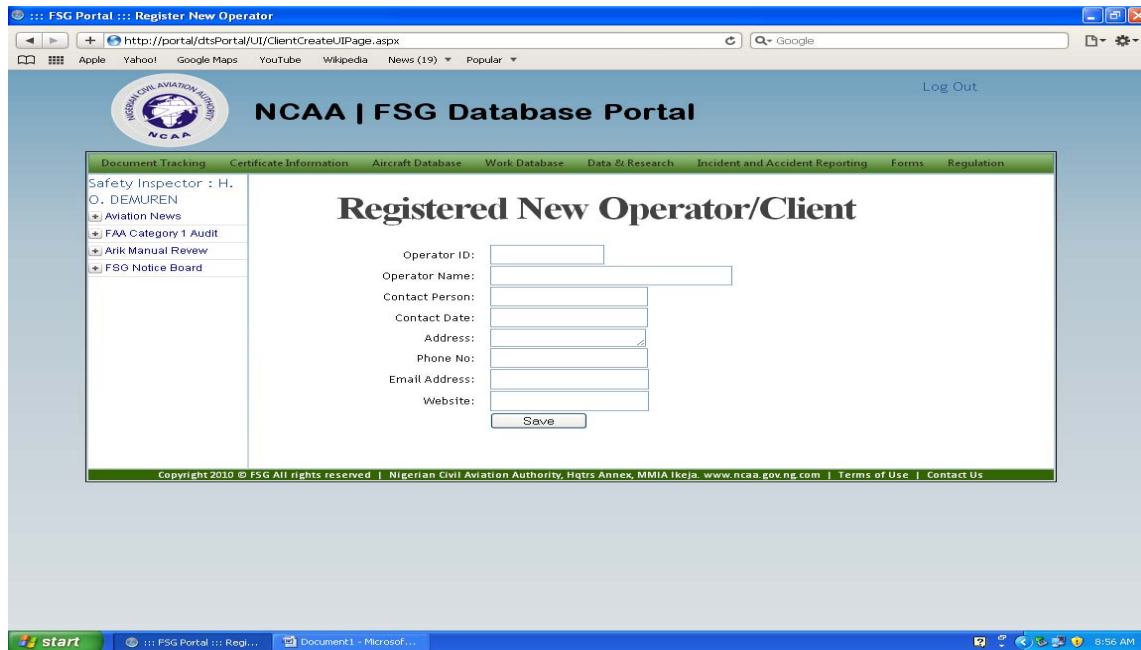 ::: FSG Portal ::: Register New Operator
http://portal/dtsPortal/UI/ClientCreateUIPage.aspx
Google
Apple Yahoo! Google Maps YouTube Wikipedia News (19) Popular
Log Out
NIGERIAN CIVIL AVIATION AUTHORITY
NCAA
NCAA | FSG Database Portal
Document Tracking Certificate Information Aircraft Database Work Database Data & Research Incident and Accident Reporting Forms Regulation
Safety Inspector : H.
O. DEMUREN
Aviation News
FAA Category 1 Audit
Arik Manual Revew
FSG Notice Board
Registered New Operator/Client
Operator ID:
Operator Name:
Contact Person:
Contact Date:
Address:
Phone No:
Email Address:
Website:
Save
Copyright 2010 © FSG All rights reserved | Nigerian Civil Aviation Authority, Hqtrs Annex, MMIA Ikeja. www.ncaa.gov.ng.com | Terms of Use | Contact Us
start ::: FSG Portal ::: Regi... Document1 - Microsof... 8:56 AM